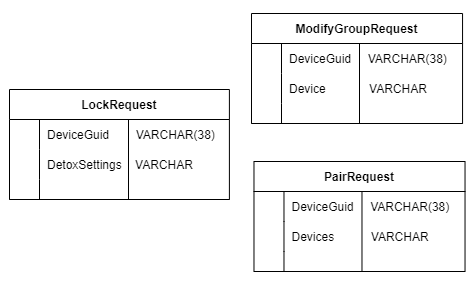 ModifyGroupRequest
DeviceGuid VARCHAR(38)
Device VARCHAR
LockRequest
DeviceGuid VARCHAR(38)
DetoxSettings VARCHAR
PairRequest
DeviceGuid VARCHAR(38)
Devices VARCHAR